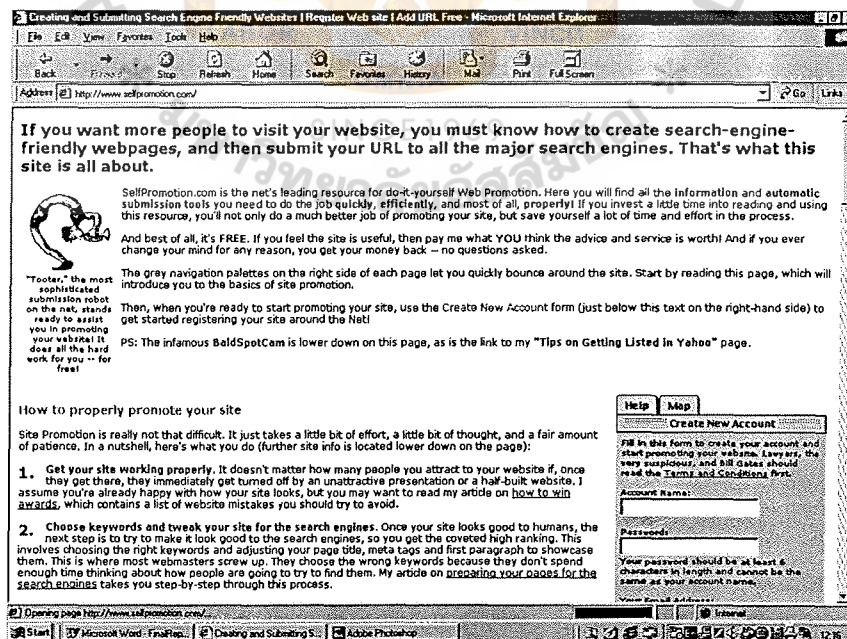 Creating and Submitting Search Engine Friendly Websites | Register Web site | Add URL Free - Microsoft Internet Explorer
File Edit View Favorites Tools Help
Back Forward Stop Refresh Home Search Favorites History Mail Print Full Screen
Address http://www.selfpromotion.com/ Go Links
If you want more people to visit your website, you must know how to create search-engine-
friendly webpages, and then submit your URL to all the major search engines. That's what this
site is all about.
SelfPromotion.com is the net's leading resource for do-it-yourself Web Promotion. Here you will find all the information and automatic
submission tools you need to do the job quickly, efficiently, and most of all, properly! If you invest a little time into reading and using
this resource, you'll not only do a much better job of promoting your site, but save yourself a lot of time and effort in the process.
And best of all, it's FREE. If you feel the site is useful, then pay me what YOU think the advice and service is worth! And if you ever
change your mind for any reason, you get your money back -- no questions asked.
The grey navigation palettes on the right side of each page let you quickly bounce around the site. Start by reading this page, which will
introduce you to the basics of site promotion.
Then, when you're ready to start promoting your site, use the Create New Account form (just below this text on the right-hand side) to
get started registering your site around the Net!
PS: The infamous BaldSpotCam is lower down on this page, as is the link to my "Tips on Getting Listed in Yahoo" page.
"Tooter," the most
sophisticated
submission robot
on the net, stands
ready to assist
you in promoting
your website! It
does all the hard
work for you -- for
free!
How to properly promote your site
Site Promotion is really not that difficult. It just takes a little bit of effort, a little bit of thought, and a fair amount
of patience. In a nutshell, here's what you do (further site info is located lower down on the page):
1. Get your site working properly. It doesn't matter how many people you attract to your website if, once
they get there, they immediately get turned off by an unattractive presentation or a half-built website. I
assume you're already happy with how your site looks, but you may want to read my article on how to win
awards, which contains a list of website mistakes you should try to avoid.
2. Choose keywords and tweak your site for the search engines. Once your site looks good to humans, the
next step is to try to make it look good to the search engines, so you get the coveted high ranking. This
involves choosing the right keywords and adjusting your page title, meta tags and first paragraph to showcase
them. This is where most webmasters screw up. They choose the wrong keywords because they don't spend
enough time thinking about how people are going to try to find them. My article on preparing your pages for the
search engines takes you step-by-step through this process.
Help Map
Create New Account
Fill in this form to create your account and
start promoting your website. Lawyers, the
very suspicious, and Bill Gates should
read the Terms and Conditions first.
Account Name:
Password:
Your password should be at least 6
characters in length and cannot be the
same as your account name.
Your Email Address:
Opening page http://www.selfpromotion.com/... Internet
Start Microsoft Word - FinalRep... Creating and Submitting S... Adobe Photoshop 12:16
SINCE 1969